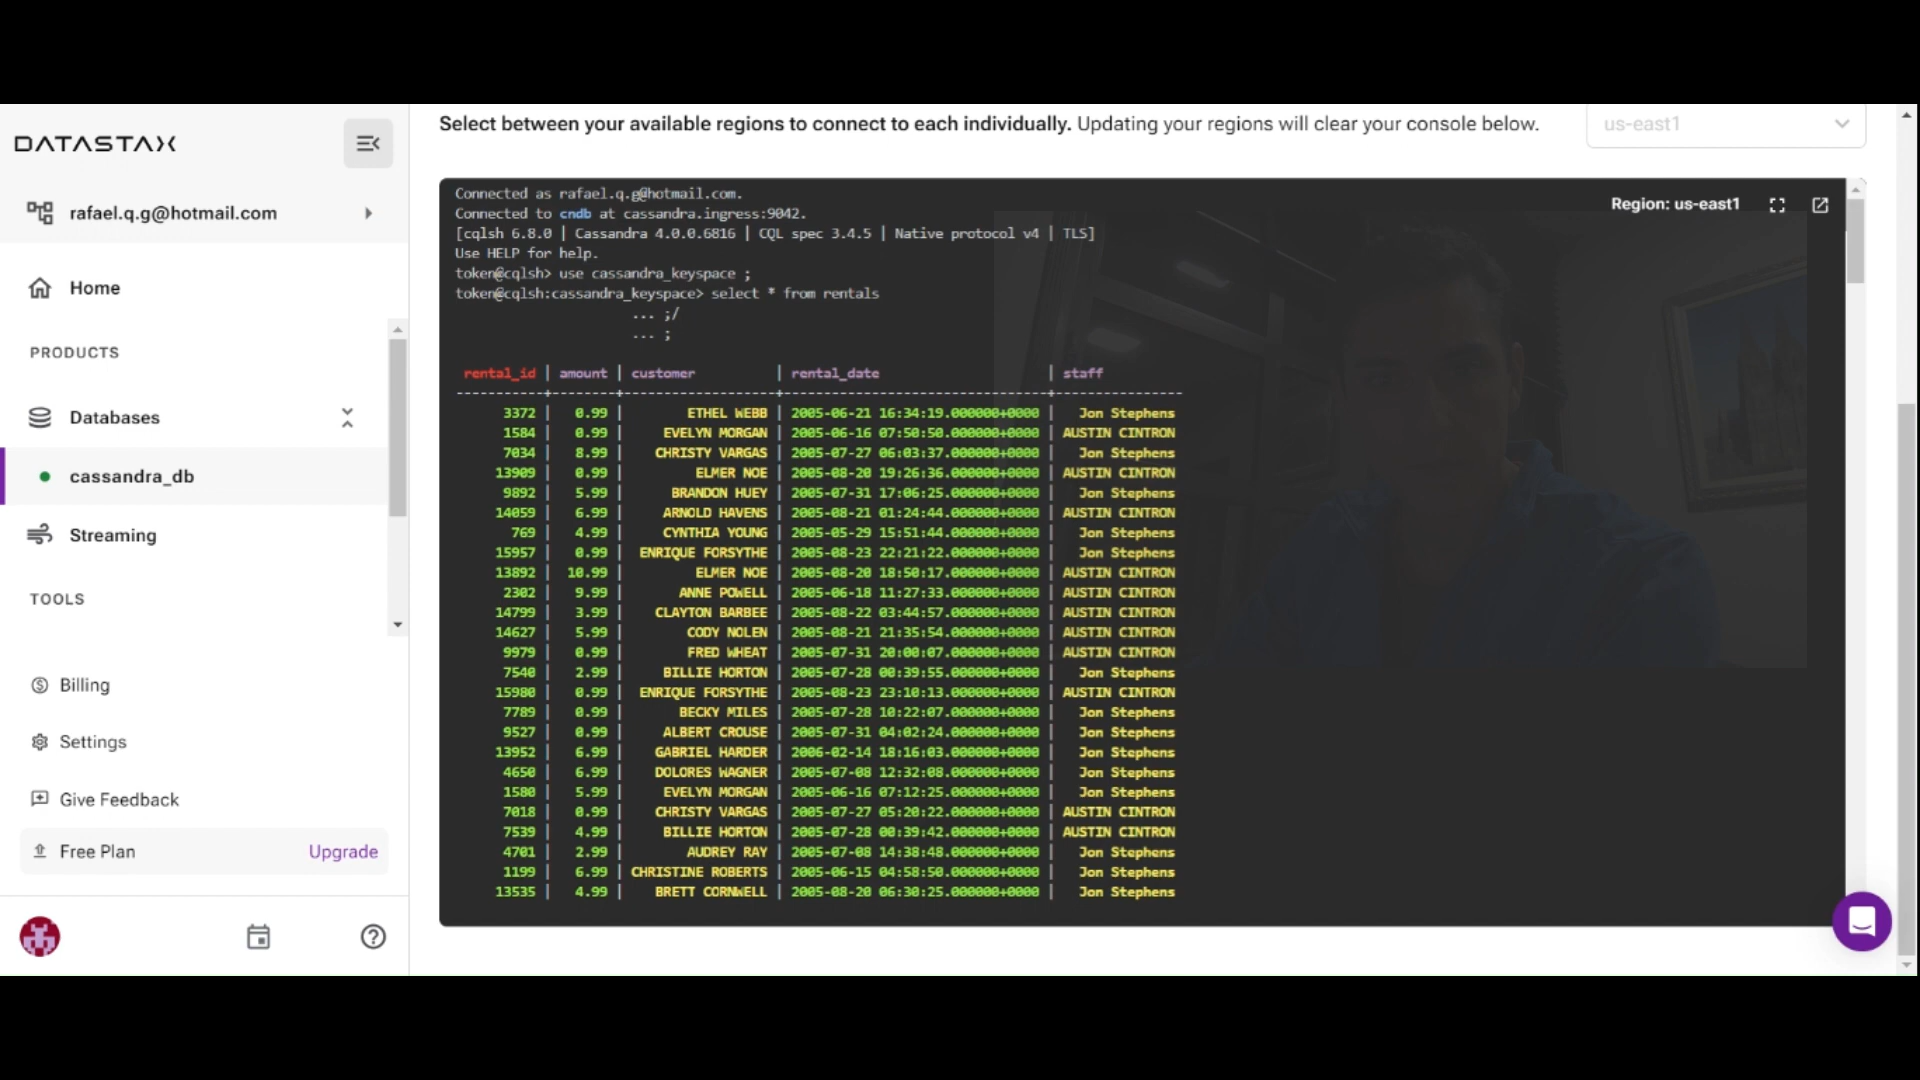 DATASTAX
rafael.q.g@hotmail.com
Home
PRODUCTS
Databases
cassandra_db
Streaming
TOOLS
Billing
Settings
Give Feedback
Free Plan Upgrade
Select between your available regions to connect to each individually. Updating your regions will clear your console below.
us-east1
Region: us-east1
Connected as rafael.q.g@hotmail.com.
Connected to cndb at cassandra.ingress:9042.
[cqlsh 6.8.0 | Cassandra 4.0.0.6816 | CQL spec 3.4.5 | Native protocol v4 | TLS]
Use HELP for help.
token@cqlsh> use cassandra_keyspace ;
token@cqlsh:cassandra_keyspace> select * from rentals
... ;/
... ;
rental_id | amount | customer | rental_date | staff
-----------+--------+-------------------+---------------------------------+----------------
3372 | 0.99 | ETHEL WEBB | 2005-06-21 16:34:19.000000+0000 | Jon Stephens
1584 | 0.99 | EVELYN MORGAN | 2005-06-16 07:50:50.000000+0000 | AUSTIN CINTRON
7034 | 8.99 | CHRISTY VARGAS | 2005-07-27 06:03:37.000000+0000 | Jon Stephens
13909 | 0.99 | ELMER NOE | 2005-08-20 19:26:36.000000+0000 | AUSTIN CINTRON
9892 | 5.99 | BRANDON HUEY | 2005-07-31 17:06:25.000000+0000 | Jon Stephens
14059 | 6.99 | ARNOLD HAVENS | 2005-08-21 01:24:44.000000+0000 | AUSTIN CINTRON
769 | 4.99 | CYNTHIA YOUNG | 2005-05-29 15:51:44.000000+0000 | Jon Stephens
15957 | 0.99 | ENRIQUE FORSYTHE | 2005-08-23 22:21:22.000000+0000 | Jon Stephens
13892 | 10.99 | ELMER NOE | 2005-08-20 18:50:17.000000+0000 | AUSTIN CINTRON
2302 | 9.99 | ANNE POWELL | 2005-06-18 11:27:33.000000+0000 | AUSTIN CINTRON
14799 | 3.99 | CLAYTON BARBEE | 2005-08-22 03:44:57.000000+0000 | AUSTIN CINTRON
14627 | 5.99 | CODY NOLEN | 2005-08-21 21:35:54.000000+0000 | AUSTIN CINTRON
9979 | 0.99 | FRED WHEAT | 2005-07-31 20:00:07.000000+0000 | AUSTIN CINTRON
7540 | 2.99 | BILLIE HORTON | 2005-07-28 00:39:55.000000+0000 | Jon Stephens
15980 | 0.99 | ENRIQUE FORSYTHE | 2005-08-23 23:10:13.000000+0000 | AUSTIN CINTRON
7789 | 0.99 | BECKY MILES | 2005-07-28 10:22:07.000000+0000 | Jon Stephens
9527 | 0.99 | ALBERT CROUSE | 2005-07-31 04:02:24.000000+0000 | Jon Stephens
13952 | 6.99 | GABRIEL HARDER | 2006-02-14 18:16:03.000000+0000 | Jon Stephens
4650 | 6.99 | DOLORES WAGNER | 2005-07-08 12:32:08.000000+0000 | Jon Stephens
1580 | 5.99 | EVELYN MORGAN | 2005-06-16 07:12:25.000000+0000 | Jon Stephens
7018 | 0.99 | CHRISTY VARGAS | 2005-07-27 05:20:22.000000+0000 | AUSTIN CINTRON
7539 | 4.99 | BILLIE HORTON | 2005-07-28 00:39:42.000000+0000 | AUSTIN CINTRON
4701 | 2.99 | AUDREY RAY | 2005-07-08 14:38:48.000000+0000 | Jon Stephens
1199 | 6.99 | CHRISTINE ROBERTS | 2005-06-15 04:58:50.000000+0000 | Jon Stephens
13535 | 4.99 | BRETT CORNWELL | 2005-08-20 06:30:25.000000+0000 | Jon Stephens